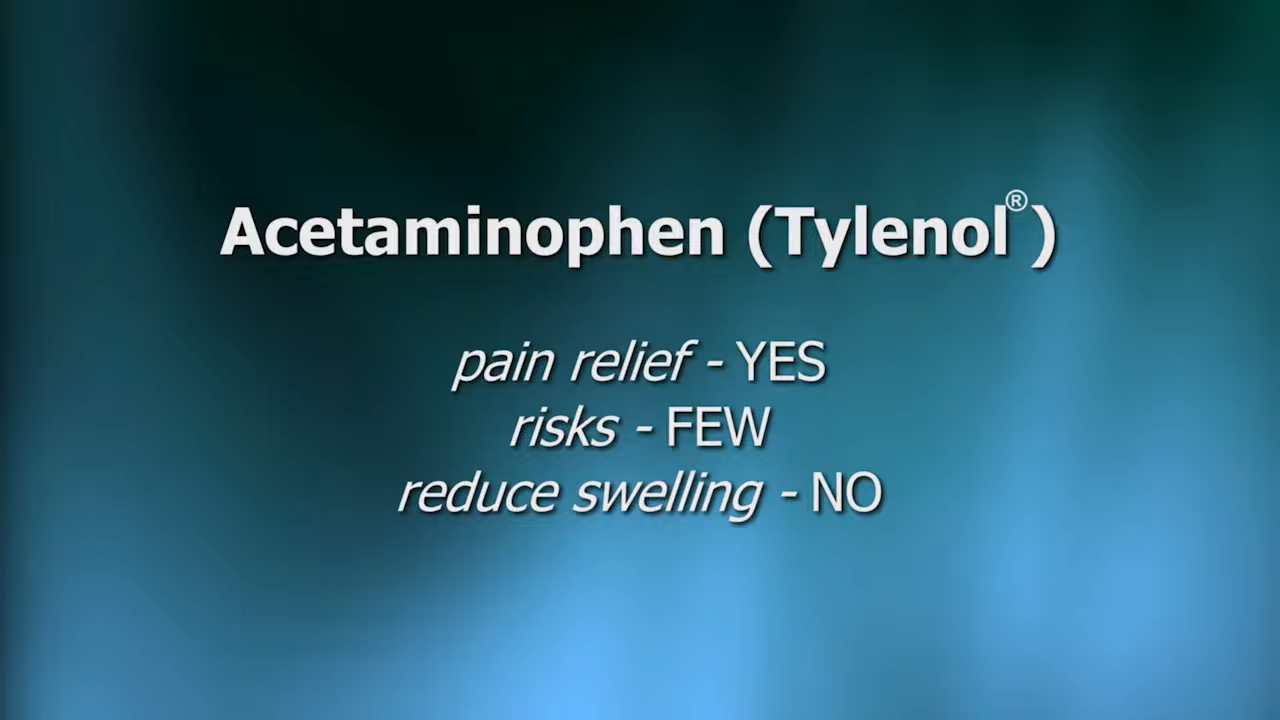 Acetaminophen (Tylenol®)
pain relief - YES
risks - FEW
reduce swelling - NO